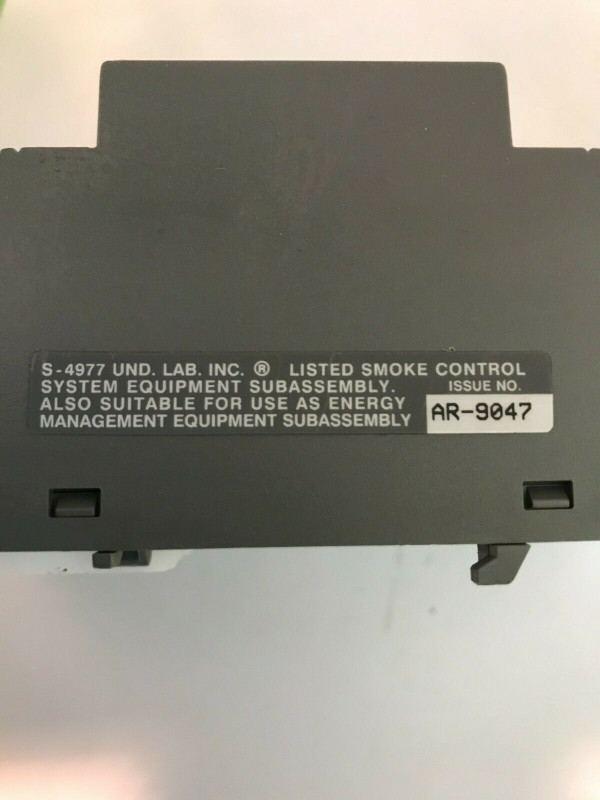 S-4977 UND. LAB. INC. ® LISTED SMOKE CONTROL
SYSTEM EQUIPMENT SUBASSEMBLY. ISSUE NO.
ALSO SUITABLE FOR USE AS ENERGY
MANAGEMENT EQUIPMENT SUBASSEMBLY AR-9047